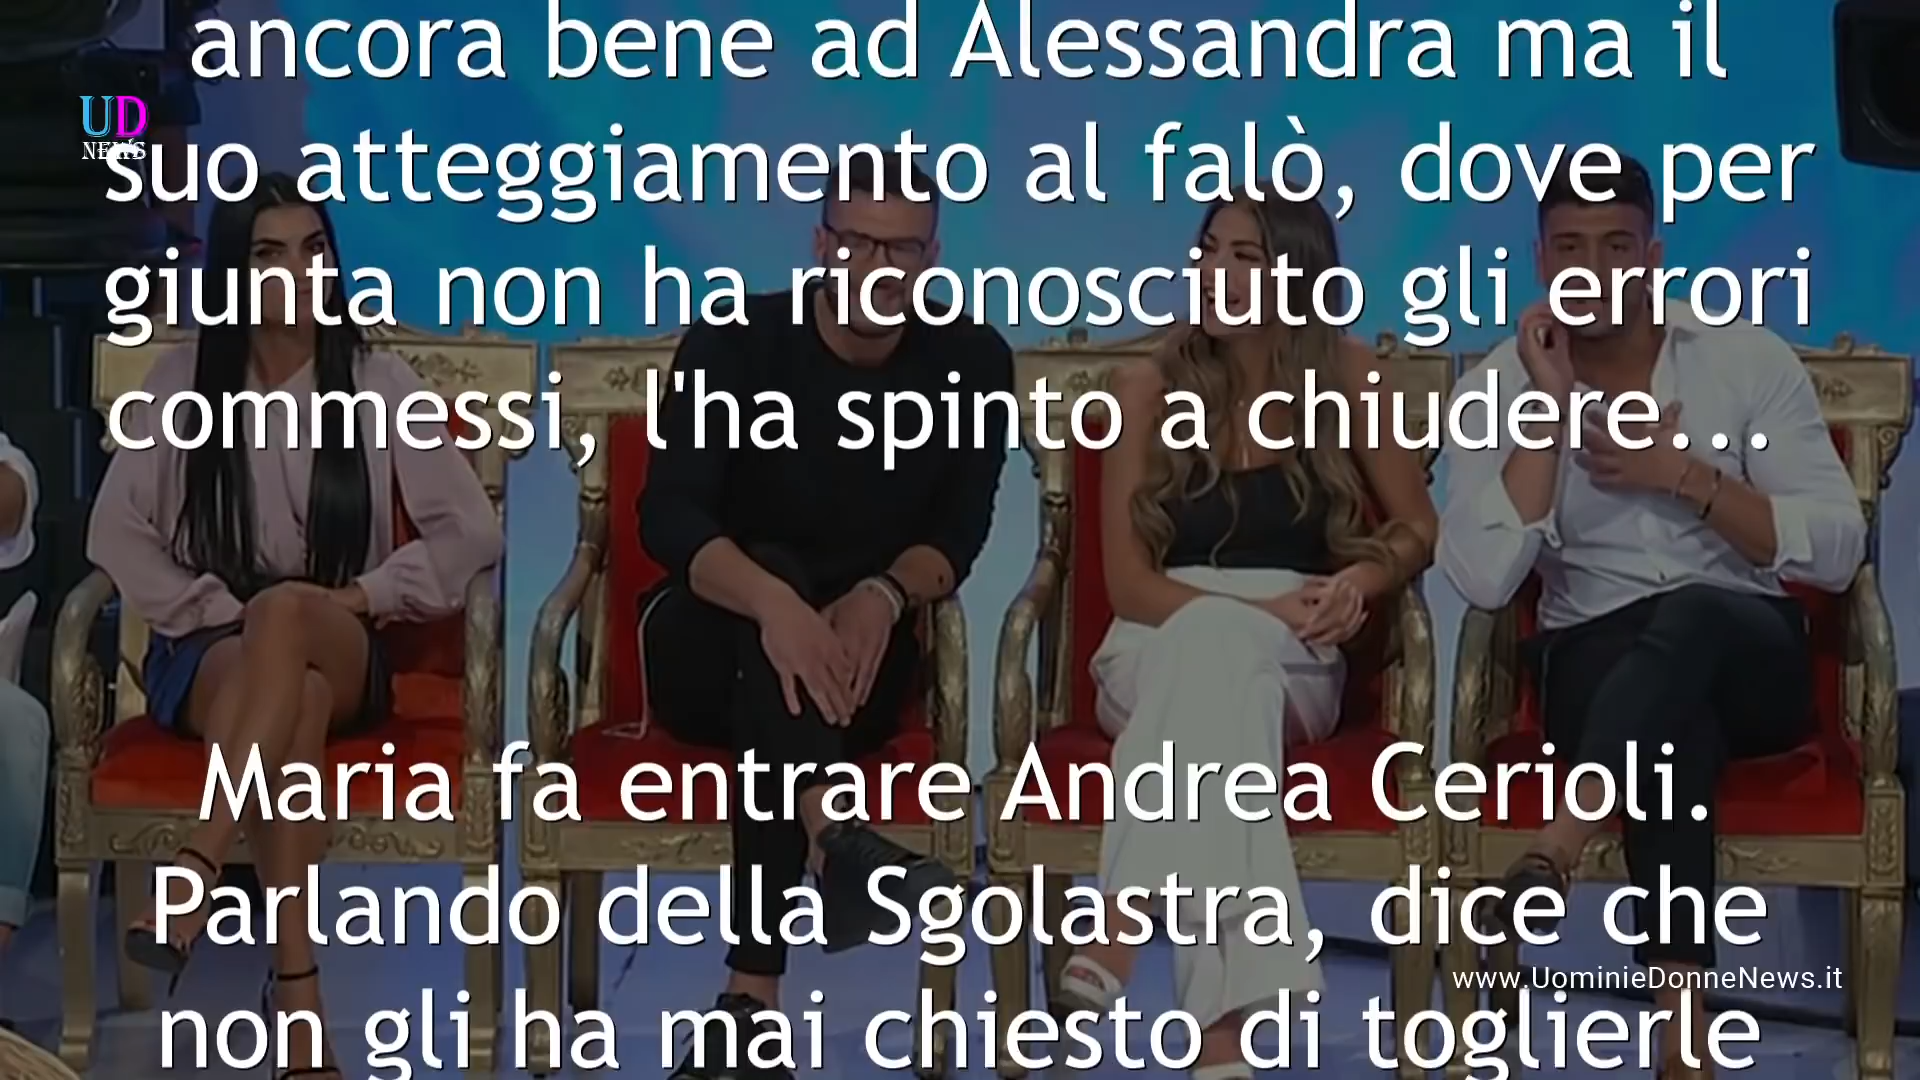 ancora bene ad Alessandra ma il
UD
NEWS
suo atteggiamento al falò, dove per
giunta non ha riconosciuto gli errori
commessi, l'ha spinto a chiudere...
Maria fa entrare Andrea Cerioli.
Parlando della Sgolastra, dice che
www.UominieDonneNews.it
non gli ha mai chiesto di toglierle